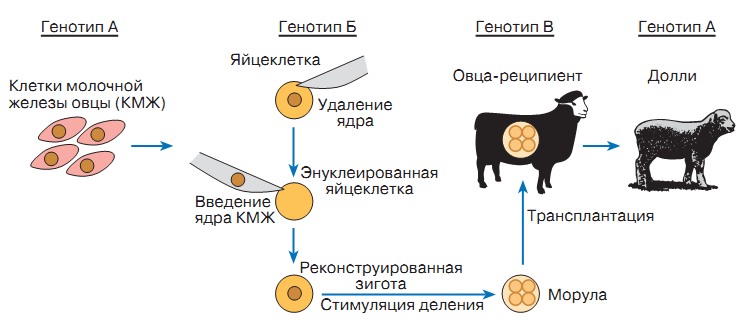 Генотип А
Генотип Б
Генотип В
Генотип А
Клетки молочной
железы овцы (КМЖ)
Яйцеклетка
Удаление
ядра
Энуклеированная
яйцеклетка
Введение
ядра КМЖ
Реконструированная
зигота
Стимуляция деления
Морула
Трансплантация
Овца-реципиент
Долли